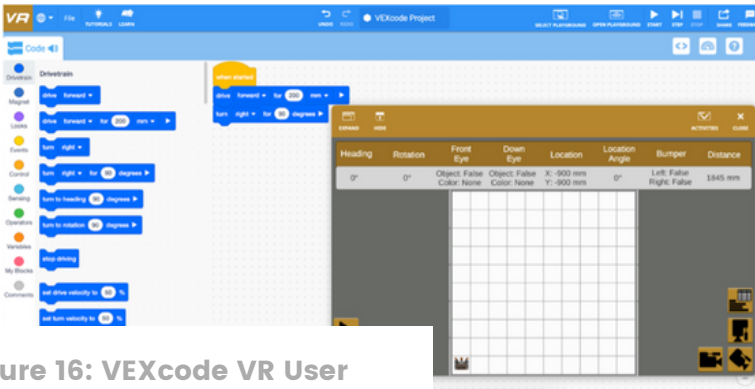 VR File TUTORIALS LEARN UNDO REDO VEXcode Project SELECT PLAYGROUND OPEN PLAYGROUND START STEP STOP SHARE
Code
Drivetrain
Magnet
Looks
Events
Control
Sensing
Operators
Variables
My Blocks
Comments
Drivetrain
drive forward
drive forward for 200 mm
turn right
turn right for 90 degrees
turn to heading 90 degrees
turn to rotation 90 degrees
stop driving
set drive velocity to 50 %
set turn velocity to 50 %
when started
drive forward for 200 mm
turn right for 90 degrees
EXPAND HIDE ACTIVITIES CLOSE
Heading Rotation Front Eye Down Eye Location Location Angle Bumper Distance
0° 0° Object: False Object: False X: -900 mm 0° Left: False 1845 mm
Color: None Color: None Y: -900 mm Right: False
ure 16: VEXcode VR User